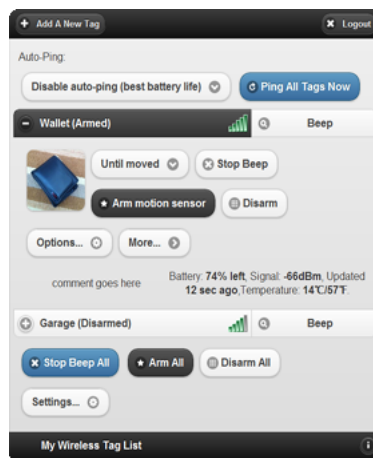 Add A New Tag
Logout
Auto-Ping:
Disable auto-ping (best battery life)
Ping All Tags Now
Wallet (Armed)
Beep
Until moved
Stop Beep
Arm motion sensor
Disarm
Options...
More...
comment goes here
Battery: 74% left, Signal: -66dBm, Updated
12 sec ago,Temperature: 14℃/57℉.
Garage (Disarmed)
Beep
Stop Beep All
Arm All
Disarm All
Settings...
My Wireless Tag List